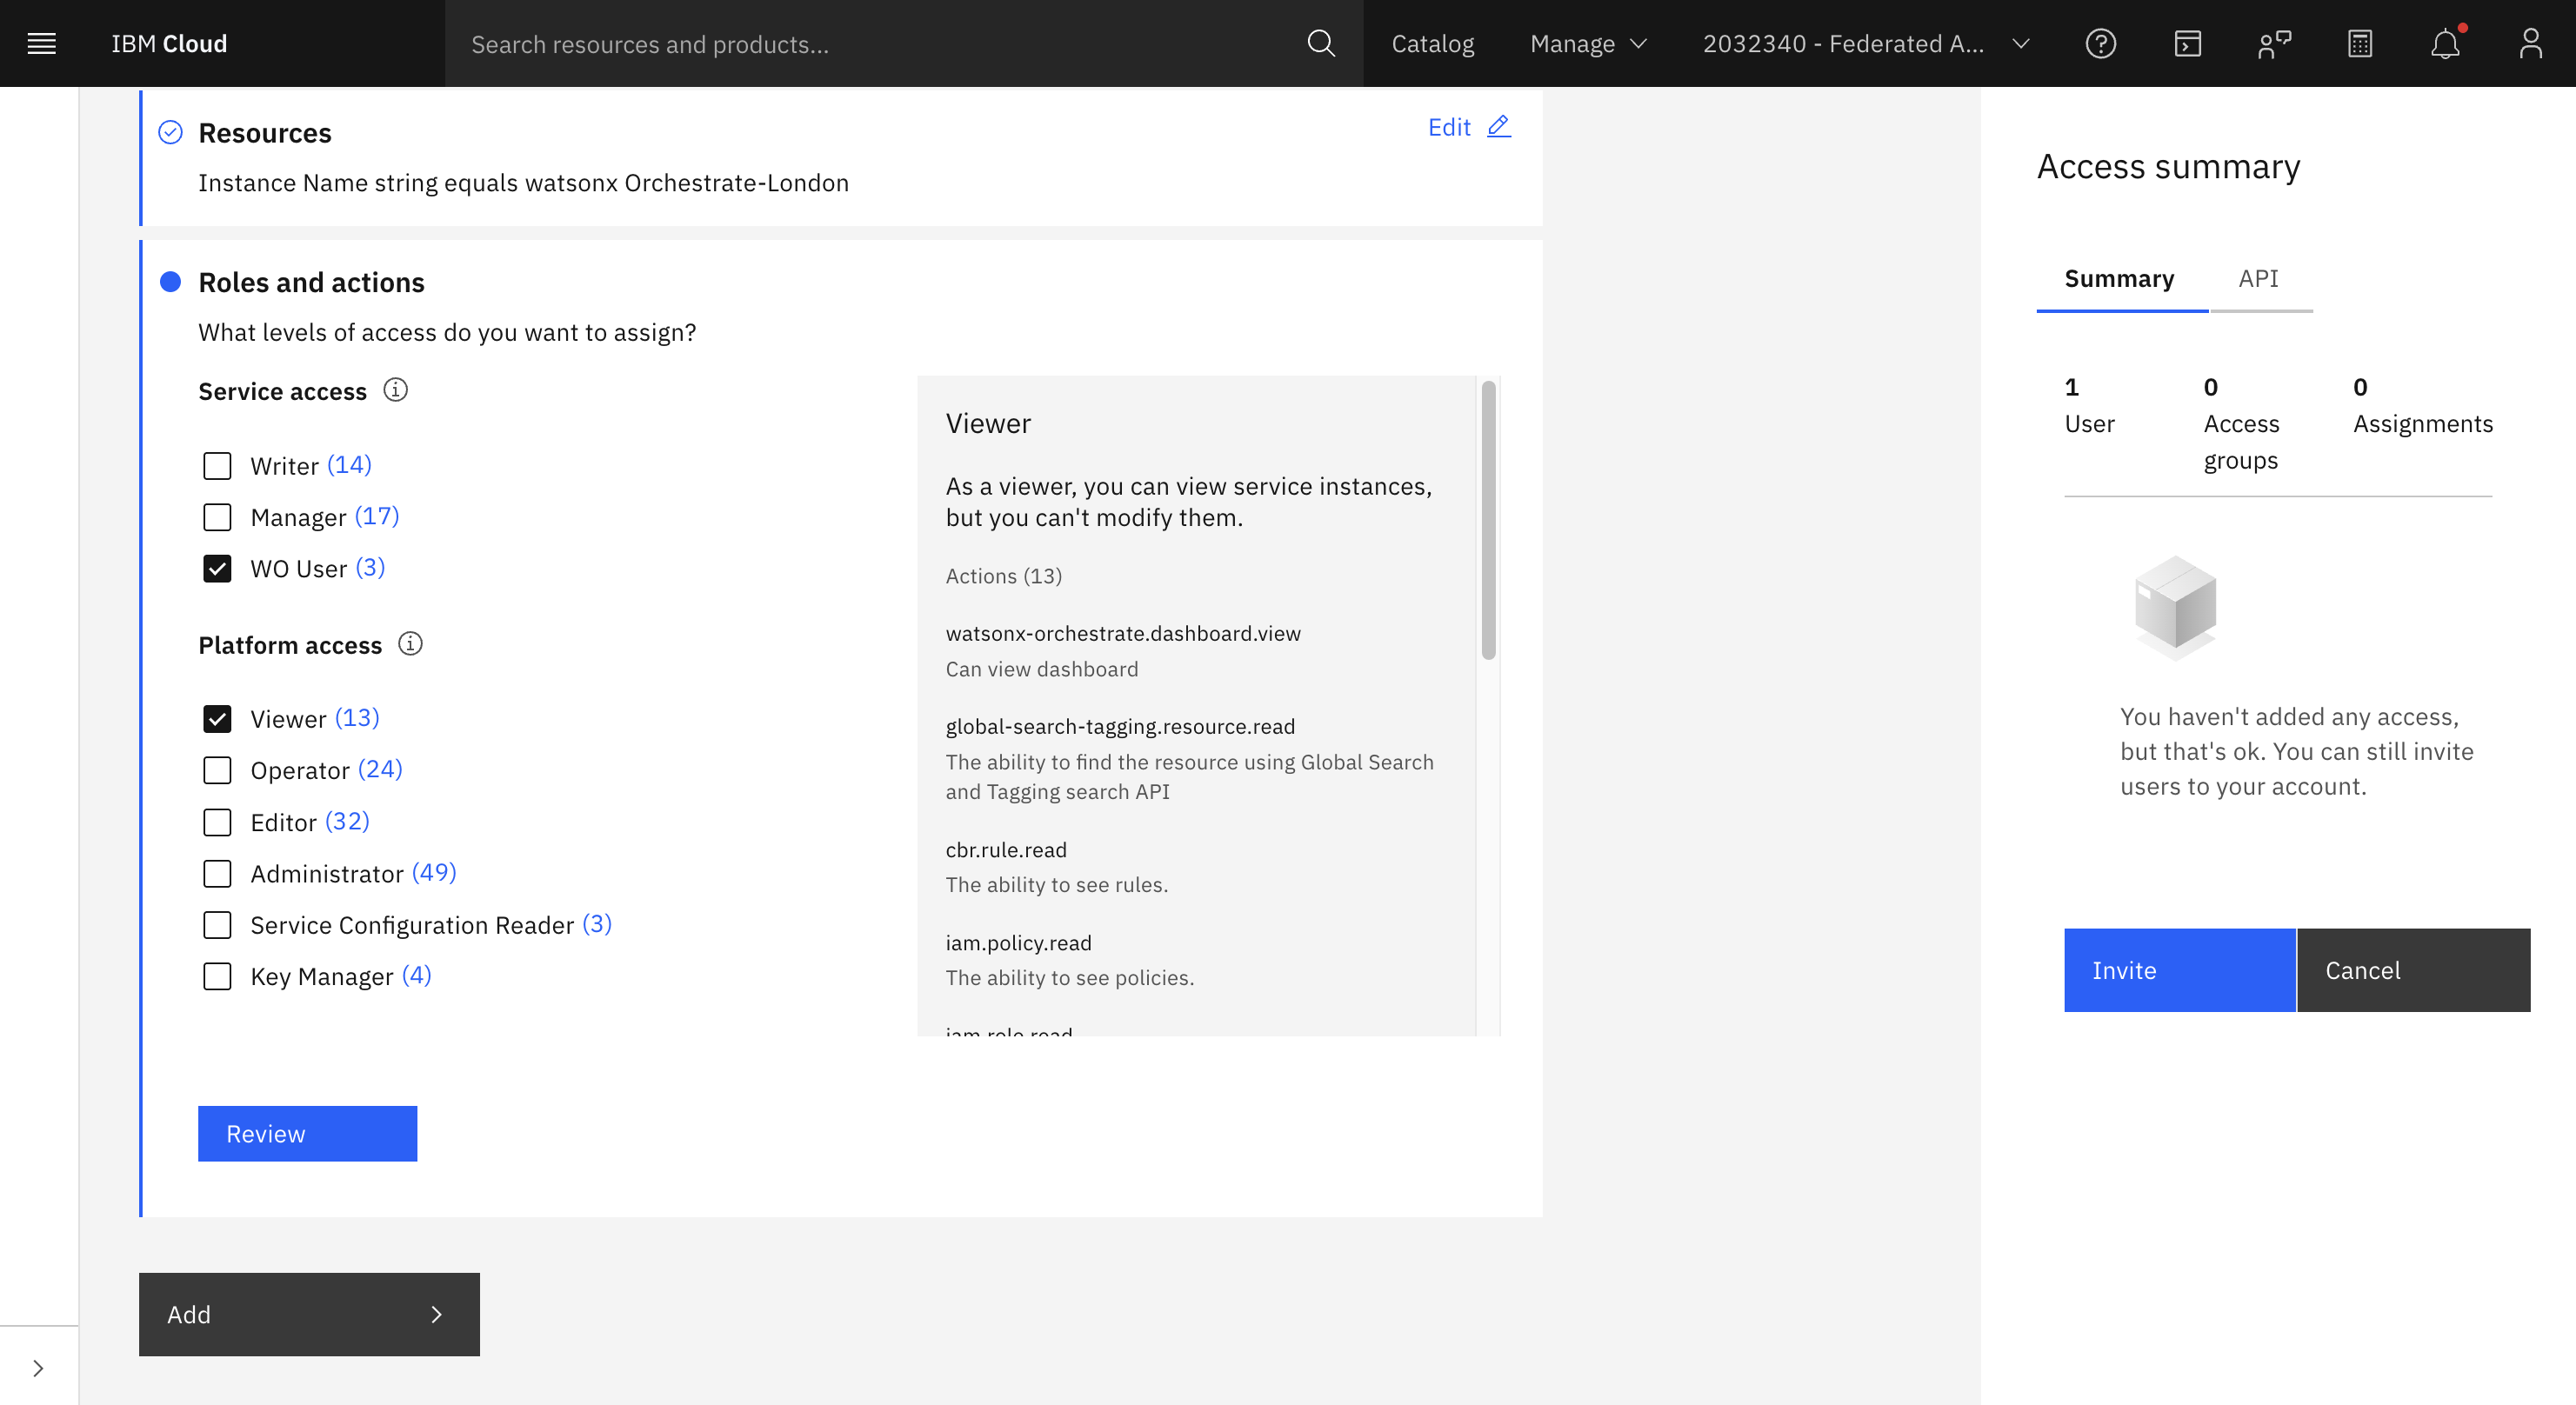 IBM Cloud
Search resources and products...
Catalog
Manage
2032340 - Federated A...
Resources
Edit
Instance Name string equals watsonx Orchestrate-London
Roles and actions
What levels of access do you want to assign?
Service access
Writer (14)
Manager (17)
WO User (3)
Platform access
Viewer (13)
Operator (24)
Editor (32)
Administrator (49)
Service Configuration Reader (3)
Key Manager (4)
Viewer
As a viewer, you can view service instances,
but you can't modify them.
Actions (13)
watsonx-orchestrate.dashboard.view
Can view dashboard
global-search-tagging.resource.read
The ability to find the resource using Global Search
and Tagging search API
cbr.rule.read
The ability to see rules.
iam.policy.read
The ability to see policies.
iam.role.read
Review
Add
Access summary
Summary
API
1
User
0
Access
groups
0
Assignments
You haven't added any access,
but that's ok. You can still invite
users to your account.
Invite
Cancel